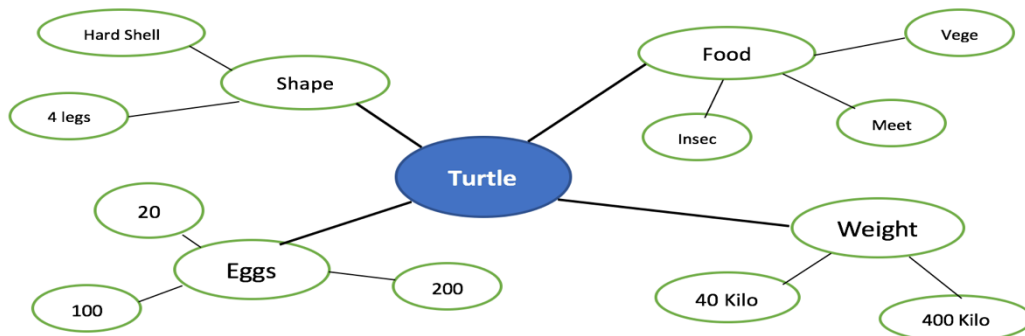 Hard Shell
Shape
4 legs
Food
Vege
Insec
Meet
Turtle
20
Eggs
100
200
Weight
40 Kilo
400 Kilo